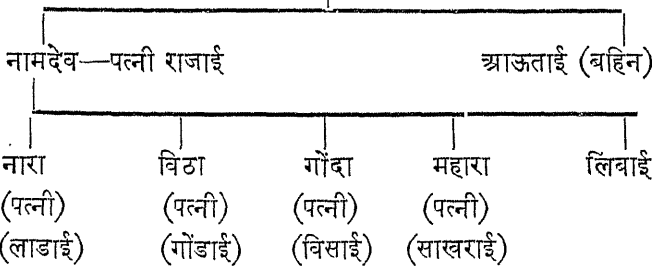 नामदेव—पत्नी राजाई आऊताई (बहिन)
नारा विठा गोंदा महारा लिंबाई
(पत्नी) (पत्नी) (पत्नी) (पत्नी)
(लाडाई) (गोंडाई) (विसाई) (साखराई)